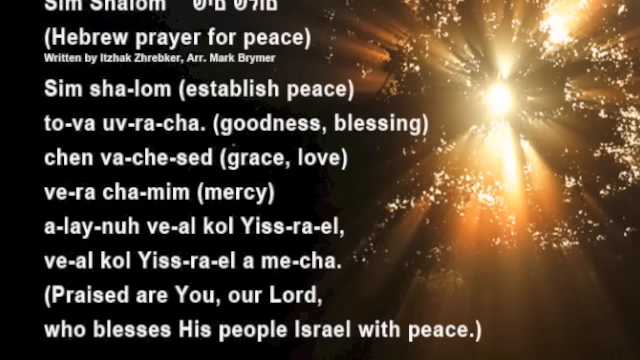 Sim Shalom שים שלום
(Hebrew prayer for peace)
Written by Itzhak Zhrebker, Arr. Mark Brymer
Sim sha-lom (establish peace)
to-va uv-ra-cha. (goodness, blessing)
chen va-che-sed (grace, love)
ve-ra cha-mim (mercy)
a-lay-nuh ve-al kol Yiss-ra-el,
ve-al kol Yiss-ra-el a me-cha.
(Praised are You, our Lord,
who blesses His people Israel with peace.)